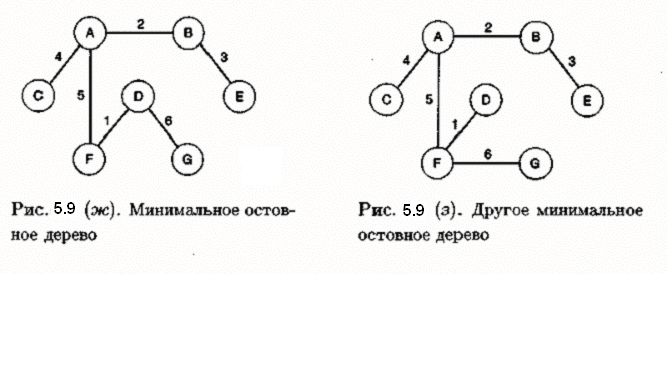 A 2 B
4 3
C 5 D E
1 6
F G
Рис. 5.9 (ж). Минимальное остов-
ное дерево
A 2 B
4 3
C 5 D E
1
F 6 G
Рис. 5.9 (з). Другое минимальное
остовное дерево